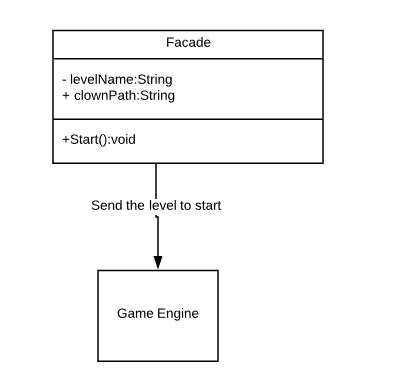 Facade
- levelName:String
+ clownPath:String
+Start():void
Send the level to start
Game Engine